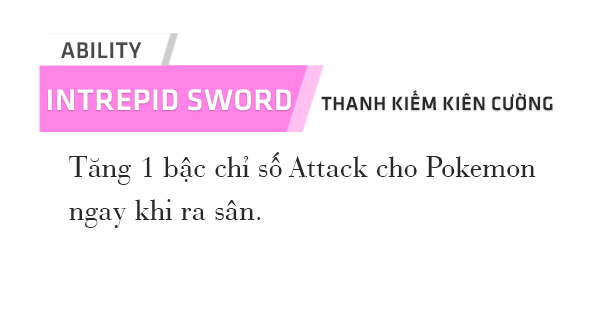 ABILITY
INTREPID SWORD
THANH KIẾM KIÊN CƯỜNG
Tăng 1 bậc chỉ số Attack cho Pokemon
ngay khi ra sân.